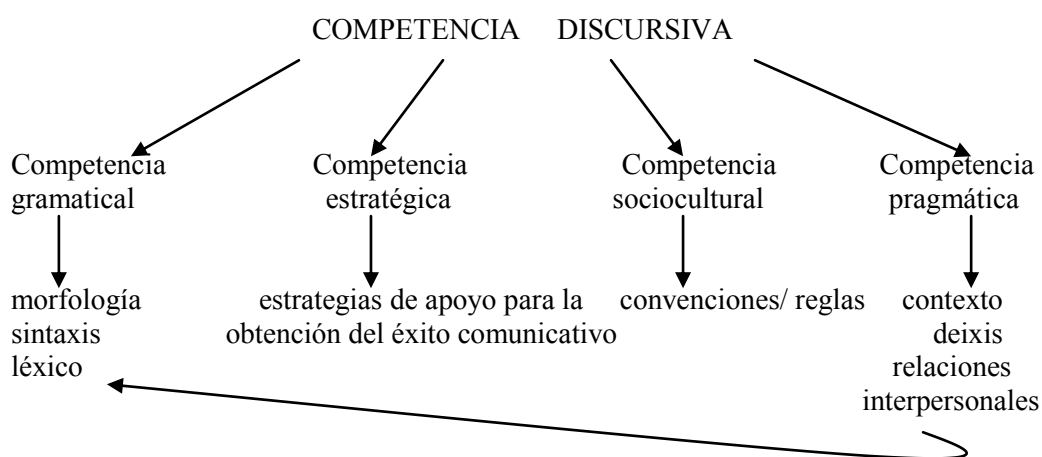 COMPETENCIA DISCURSIVA
Competencia
gramatical
Competencia
estratégica
Competencia
sociocultural
Competencia
pragmática
morfología
sintaxis
léxico
estrategias de apoyo para la
obtención del éxito comunicativo
convenciones/ reglas
contexto
deixis
relaciones
interpersonales